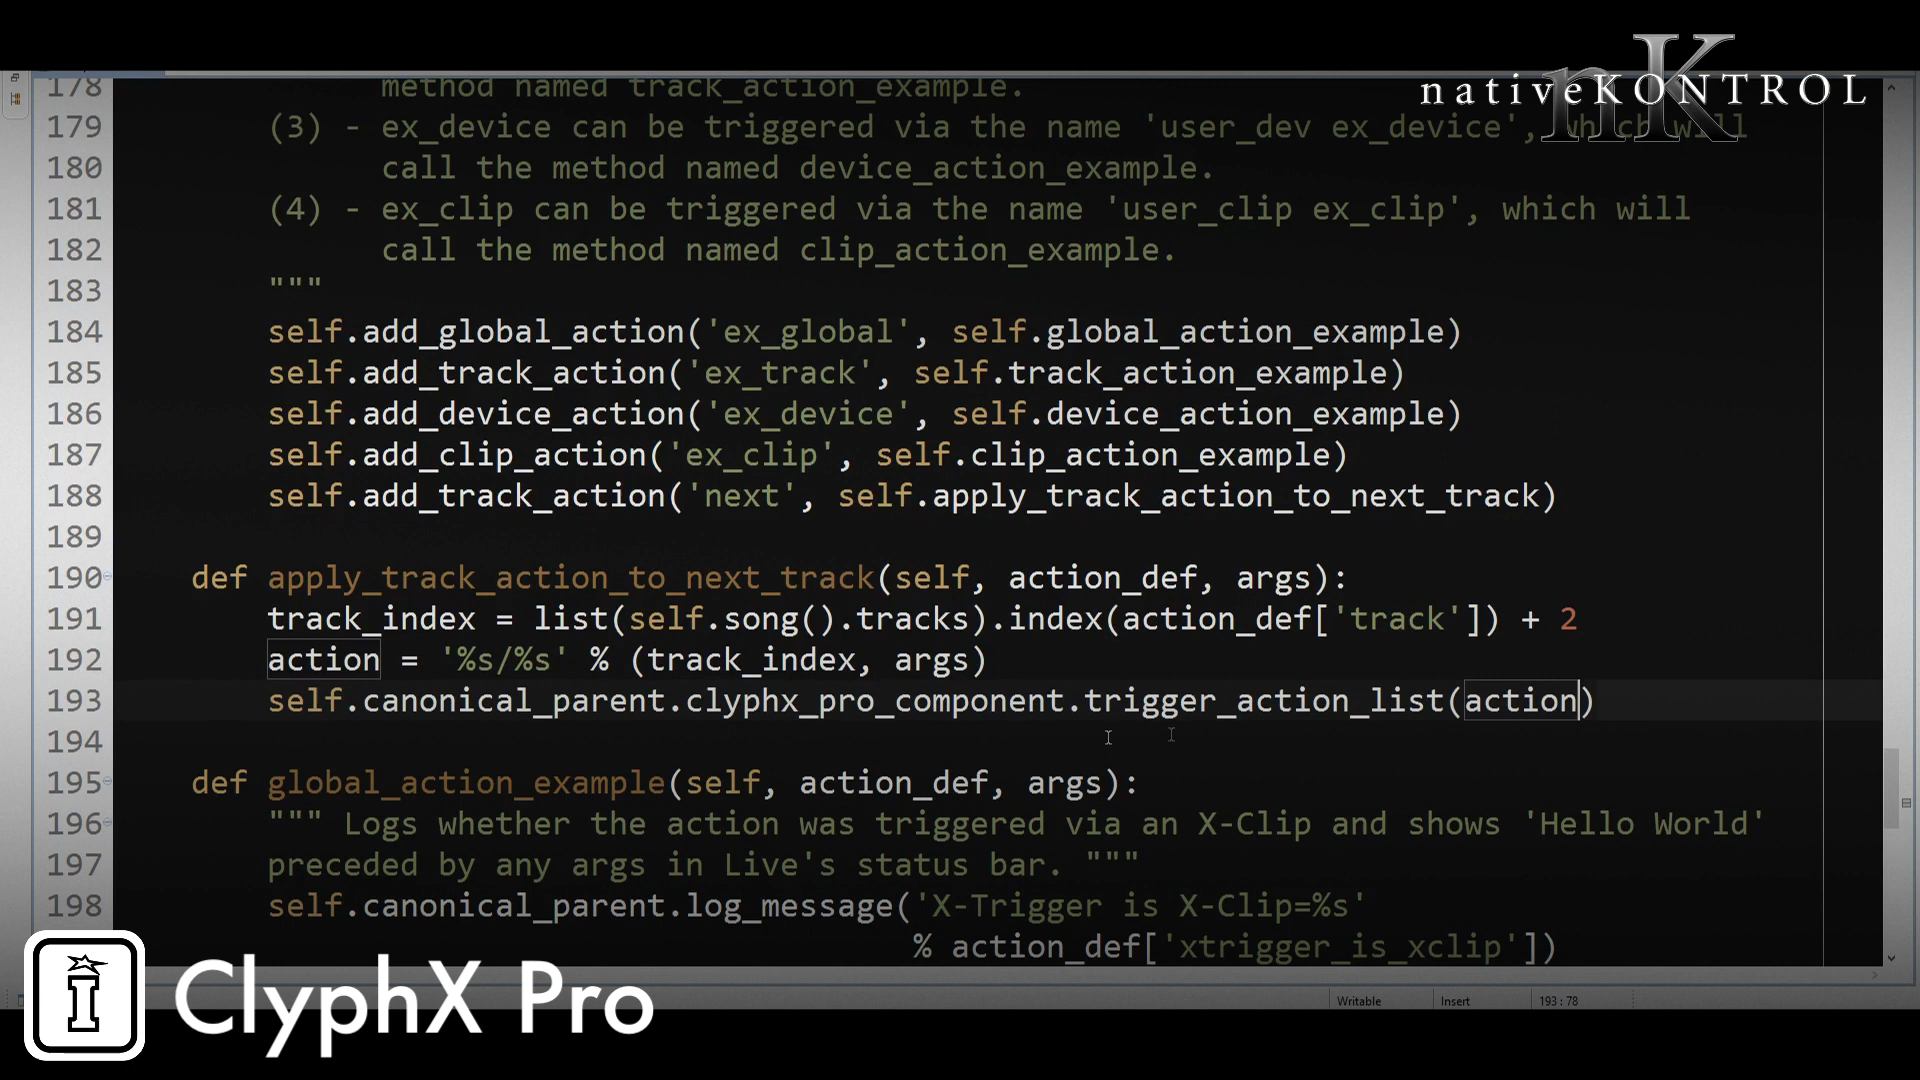 nativeKONTROL
nK
178 method named track_action_example.
179 (3) - ex_device can be triggered via the name 'user_dev ex_device', which will
180 call the method named device_action_example.
181 (4) - ex_clip can be triggered via the name 'user_clip ex_clip', which will
182 call the method named clip_action_example.
183 """
184 self.add_global_action('ex_global', self.global_action_example)
185 self.add_track_action('ex_track', self.track_action_example)
186 self.add_device_action('ex_device', self.device_action_example)
187 self.add_clip_action('ex_clip', self.clip_action_example)
188 self.add_track_action('next', self.apply_track_action_to_next_track)
189
190 def apply_track_action_to_next_track(self, action_def, args):
191 track_index = list(self.song().tracks).index(action_def['track']) + 2
192 action = '%s/%s' % (track_index, args)
193 self.canonical_parent.clyphx_pro_component.trigger_action_list(action)
194
195 def global_action_example(self, action_def, args):
196 """ Logs whether the action was triggered via an X-Clip and shows 'Hello World'
197 preceded by any args in Live's status bar. """
198 self.canonical_parent.log_message('X-Trigger is X-Clip=%s'
% action_def['xtrigger_is_xclip'])
Writable Insert 193 : 78
ClyphX Pro